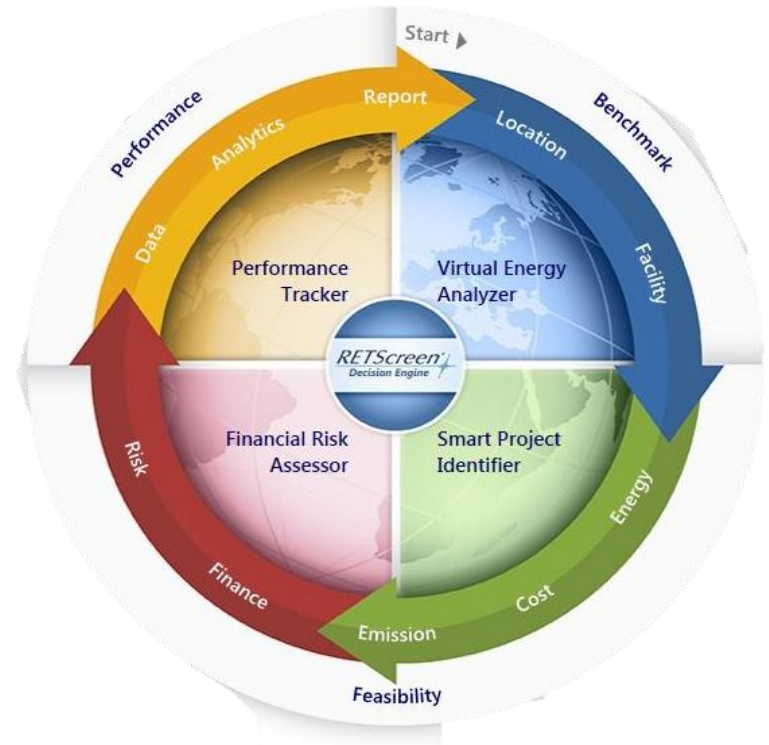 Start
Benchmark
Location
Facility
Virtual Energy
Analyzer
Energy
Cost
Emission
Smart Project
Identifier
Feasibility
Finance
Risk
Financial Risk
Assessor
Performance
Data
Analytics
Report
Performance
Tracker
RETScreen
Decision Engine